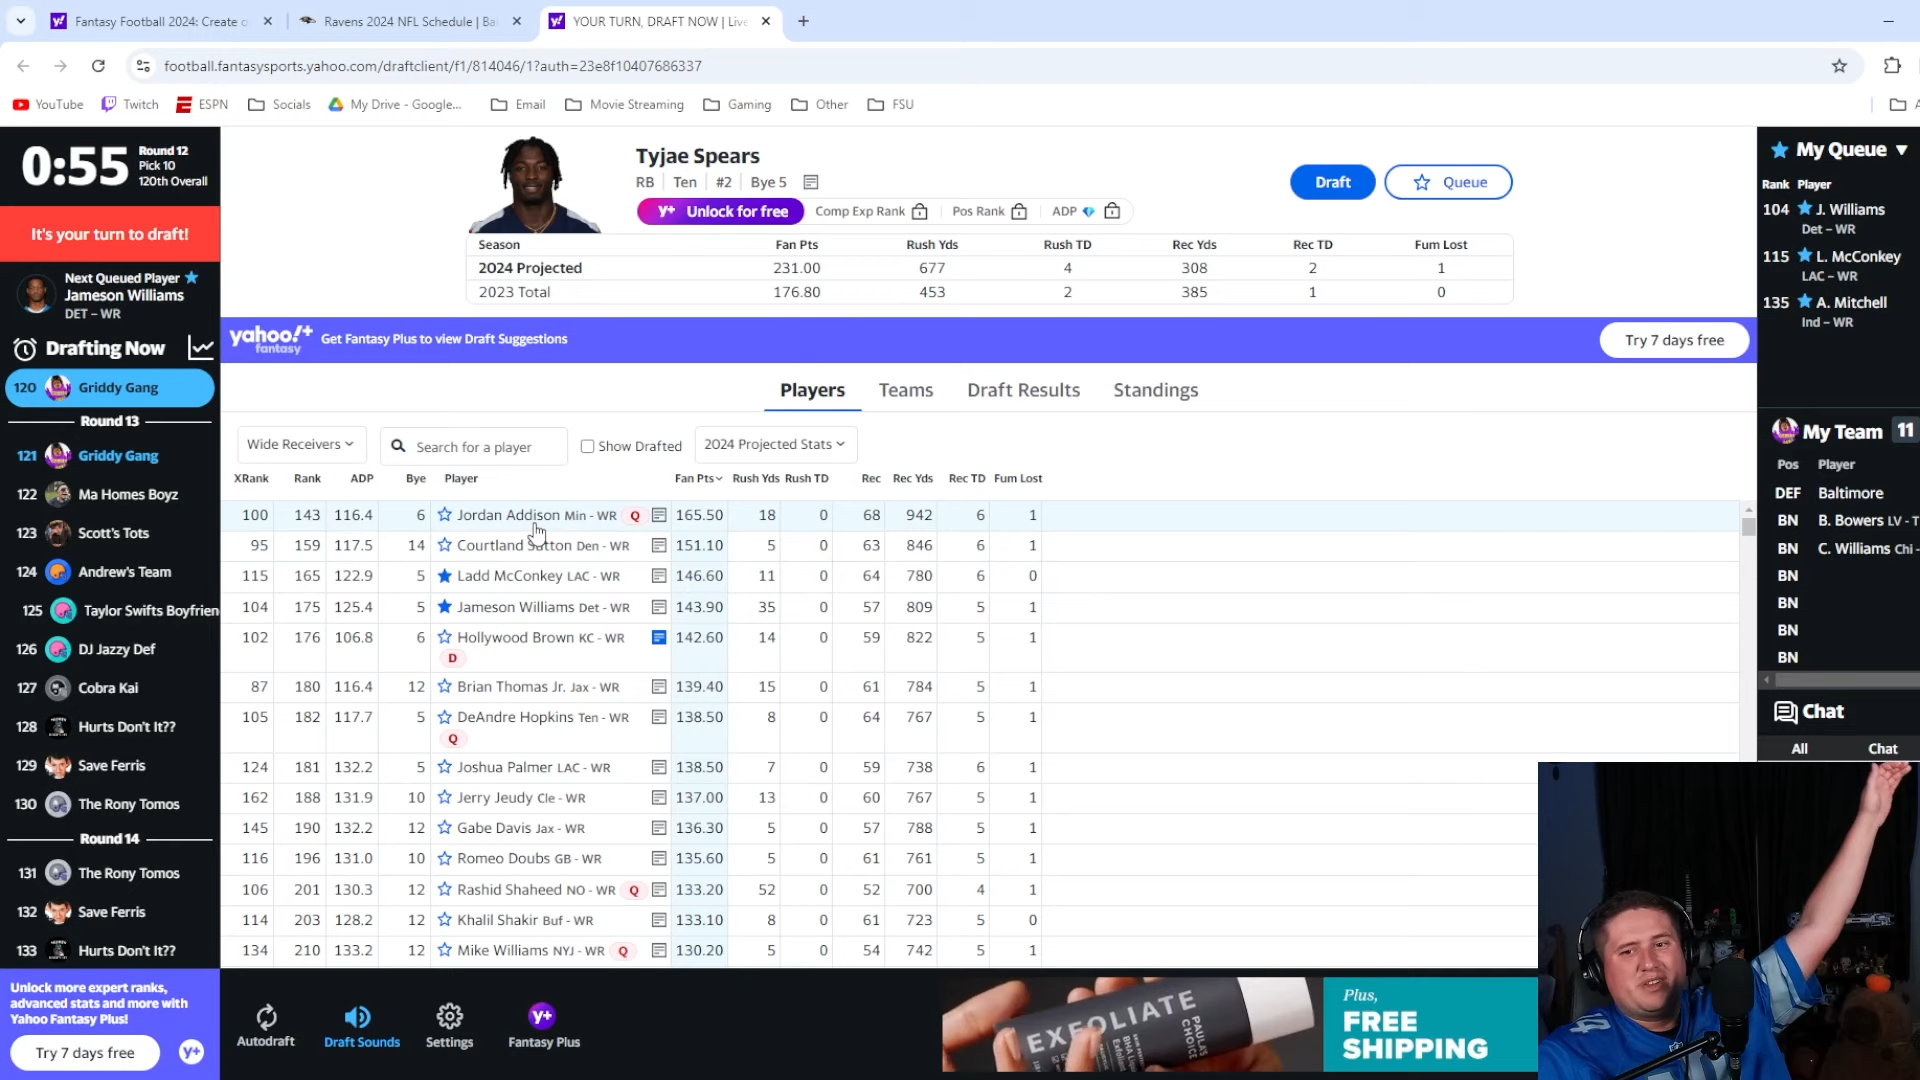 Fantasy Football 2024: Create o
Ravens 2024 NFL Schedule | Bal
YOUR TURN, DRAFT NOW | Live
football.fantasysports.yahoo.com/draftclient/f1/814046/1?auth=23e8f10407686337
YouTube Twitch ESPN Socials My Drive - Google... Email Movie Streaming Gaming Other FSU
0:55
Round 12
Pick 10
120th Overall
It's your turn to draft!
Next Queued Player
Jameson Williams
DET – WR
Drafting Now
120 Griddy Gang
Round 13
121 Griddy Gang
122 Ma Homes Boyz
123 Scott's Tots
124 Andrew's Team
125 Taylor Swifts Boyfrien
126 DJ Jazzy Def
127 Cobra Kai
128 Hurts Don't It??
129 Save Ferris
130 The Rony Tomos
Round 14
131 The Rony Tomos
132 Save Ferris
133 Hurts Don't It??
Unlock more expert ranks,
advanced stats and more with
Yahoo Fantasy Plus!
Try 7 days free y+
Tyjae Spears
RB Ten #2 Bye 5
y+ Unlock for free Comp Exp Rank Pos Rank ADP
Draft Queue
Season Fan Pts Rush Yds Rush TD Rec Yds Rec TD Fum Lost
2024 Projected 231.00 677 4 308 2 1
2023 Total 176.80 453 2 385 1 0
yahoo!+
fantasy
Get Fantasy Plus to view Draft Suggestions
Try 7 days free
Players Teams Draft Results Standings
Wide Receivers Search for a player Show Drafted 2024 Projected Stats
XRank Rank ADP Bye Player Fan Pts Rush Yds Rush TD Rec Rec Yds Rec TD Fum Lost
100 143 116.4 6 Jordan Addison Min - WR Q 165.50 18 0 68 942 6 1
95 159 117.5 14 Courtland Sutton Den - WR 151.10 5 0 63 846 6 1
115 165 122.9 5 Ladd McConkey LAC - WR 146.60 11 0 64 780 6 0
104 175 125.4 5 Jameson Williams Det - WR 143.90 35 0 57 809 5 1
102 176 106.8 6 Hollywood Brown KC - WR 142.60 14 0 59 822 5 1
D
87 180 116.4 12 Brian Thomas Jr. Jax - WR 139.40 15 0 61 784 5 1
105 182 117.7 5 DeAndre Hopkins Ten - WR 138.50 8 0 64 767 5 1
Q
124 181 132.2 5 Joshua Palmer LAC - WR 138.50 7 0 59 738 6 1
162 188 131.9 10 Jerry Jeudy Cle - WR 137.00 13 0 60 767 5 1
145 190 132.2 12 Gabe Davis Jax - WR 136.30 5 0 57 788 5 1
116 196 131.0 10 Romeo Doubs GB - WR 135.60 5 0 61 761 5 1
106 201 130.3 12 Rashid Shaheed NO - WR Q 133.20 52 0 52 700 4 1
114 203 128.2 12 Khalil Shakir Buf - WR 133.10 8 0 61 723 5 0
134 210 133.2 12 Mike Williams NYJ - WR Q 130.20 5 0 54 742 5 1
Autodraft Draft Sounds Settings Fantasy Plus
y+
EXFOLIATE
PAULA'S
CHOICE
Plus,
FREE
SHIPPING
My Queue
Rank Player
104 J. Williams
Det – WR
115 L. McConkey
LAC – WR
135 A. Mitchell
Ind – WR
My Team 11
Pos Player
DEF Baltimore
BN B. Bowers LV - T
BN C. Williams Chi -
BN
BN
BN
BN
Chat
All Chat